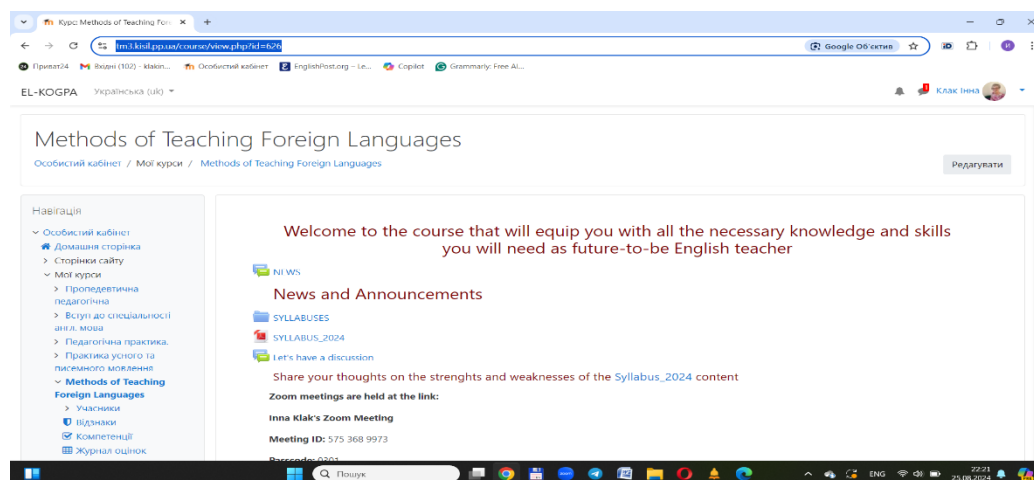 Курс: Methods of Teaching Fore
tm3.kisil.pp.ua/course/view.php?id=626
Google Об'єктив
Приват24
Вхідні (102) - klakin...
Особистий кабінет
EnglishPost.org – Le...
Copilot
Grammarly: Free AI...
EL-KOGPA
Українська (uk)
Клак Інна
Methods of Teaching Foreign Languages
Особистий кабінет / Мої курси / Methods of Teaching Foreign Languages
Редагувати
Навігація
Особистий кабінет
Домашня сторінка
Сторінки сайту
Мої курси
Пропедевтична
педагогічна
Вступ до спеціальності
англ. мова
Педагогічна практика.
Практика усного та
писемного мовлення
Methods of Teaching
Foreign Languages
Учасники
Відзнаки
Компетенції
Журнал оцінок
Welcome to the course that will equip you with all the necessary knowledge and skills
you will need as future-to-be English teacher
NEWS
News and Announcements
SYLLABUSES
SYLLABUS_2024
Let's have a discussion
Share your thoughts on the strenghts and weaknesses of the Syllabus_2024 content
Zoom meetings are held at the link:
Inna Klak's Zoom Meeting
Meeting ID: 575 368 9973
Passcode: 0201
Пошук
ENG
22:21
25.08.2024